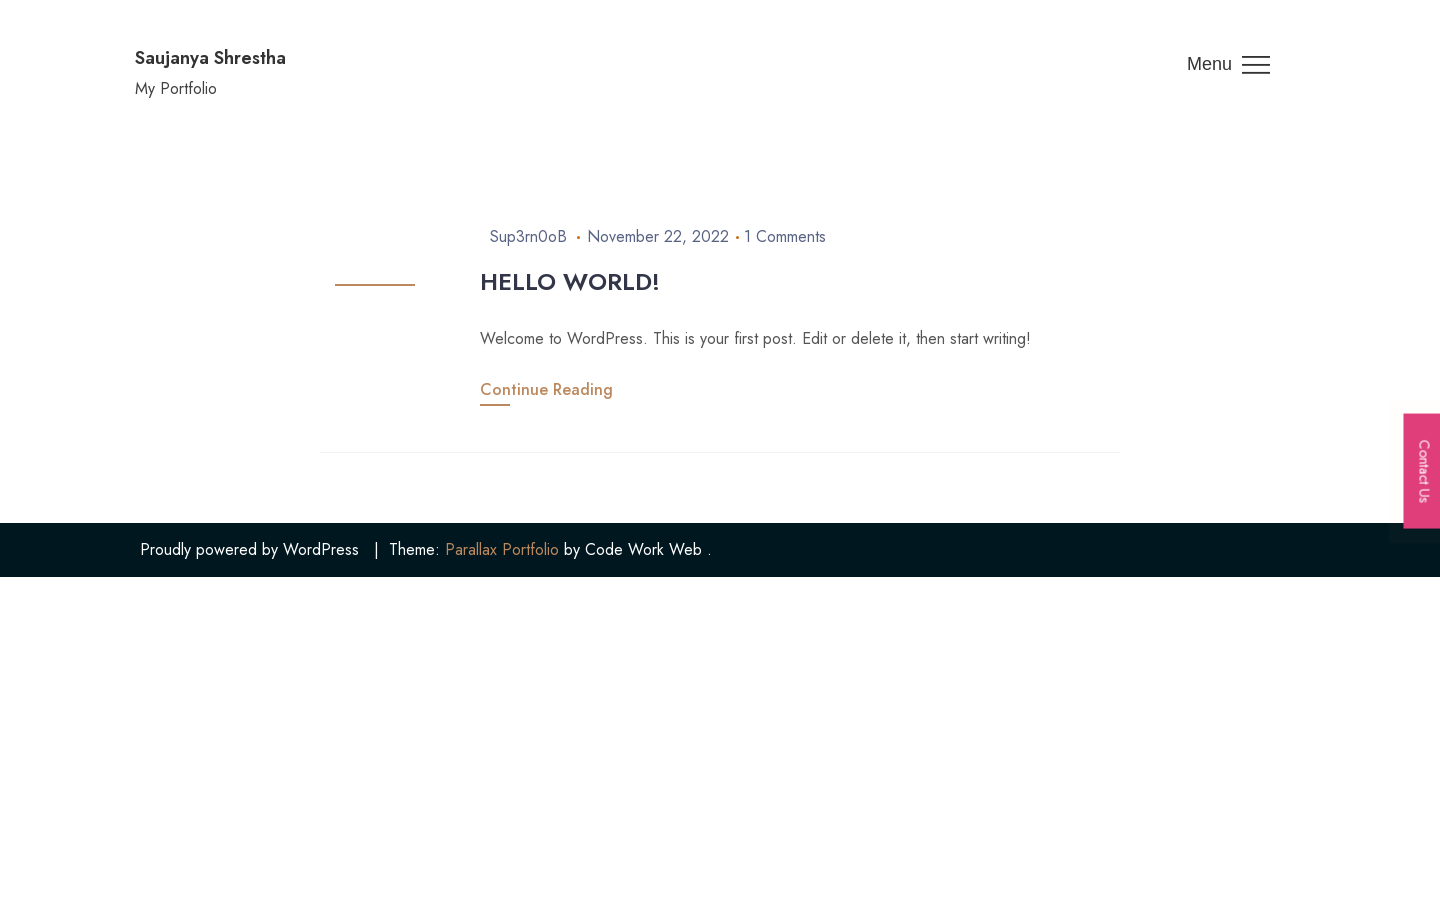 Saujanya Shrestha
My Portfolio
Menu
Sup3rn0oB • November 22, 2022 • 1 Comments
HELLO WORLD!
Welcome to WordPress. This is your first post. Edit or delete it, then start writing!
Continue Reading
Contact Us
Proudly powered by WordPress | Theme: Parallax Portfolio by Code Work Web .